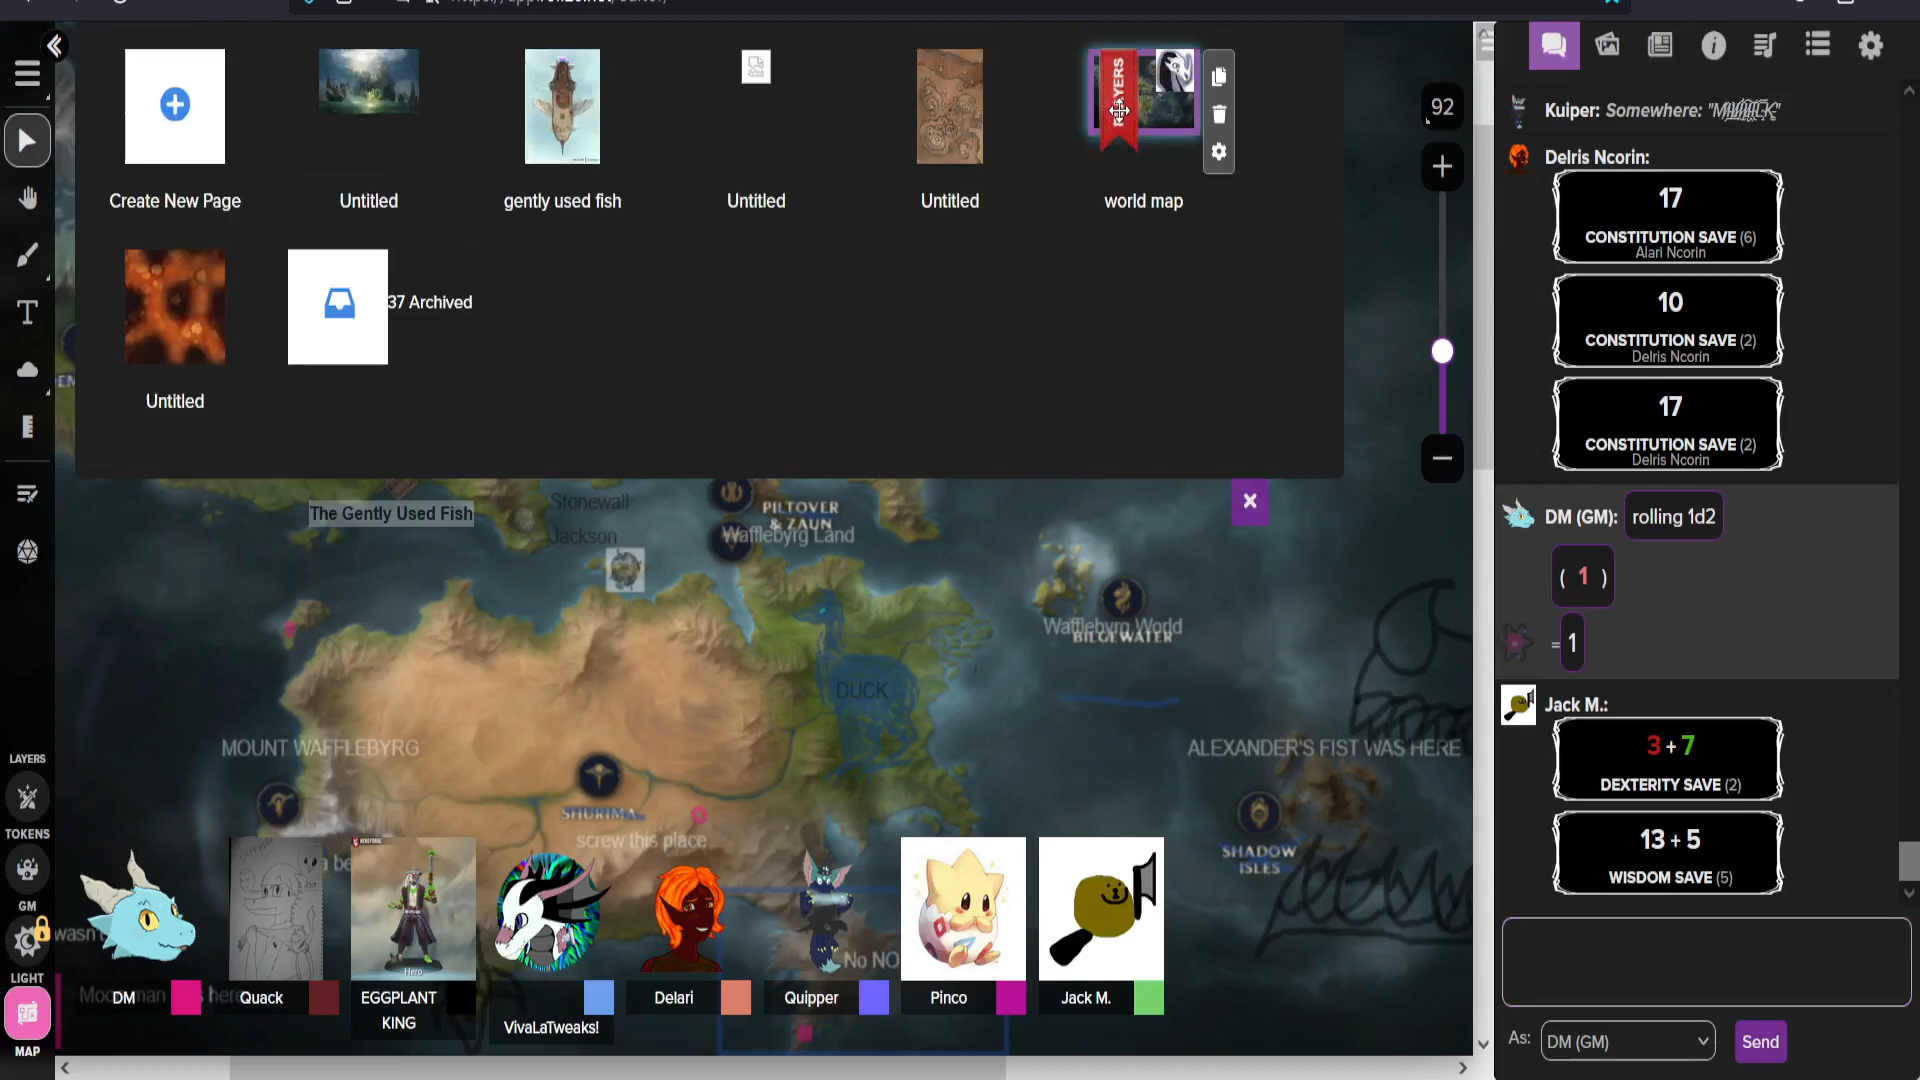 Create New Page
Untitled
gently used fish
Untitled
Untitled
world map
Untitled
37 Archived
92
The Gently Used Fish
Stonewall
Jackson
PILTOVER
& ZAUN
Wafflebyrg Land
Wafflebyrg World
BILGEWATER
DUCK
MOUNT WAFFLEBYRG
ALEXANDER'S FIST WAS HERE
SHURIMA
screw this place
SHADOW
ISLES
No NO
LAYERS
TOKENS
GM
LIGHT
MAP
DM
Quack
EGGPLANT
KING
Hero
VivaLaTweaks!
Delari
Quipper
Pinco
Jack M.
Kuiper: Somewhere:
Delris Ncorin:
17
CONSTITUTION SAVE (6)
Alari Ncorin
10
CONSTITUTION SAVE (2)
Delris Ncorin
17
CONSTITUTION SAVE (2)
Delris Ncorin
DM (GM): rolling 1d2
( 1 )
=1
Jack M.:
3 + 7
DEXTERITY SAVE (2)
13 + 5
WISDOM SAVE (5)
As: DM (GM)
Send